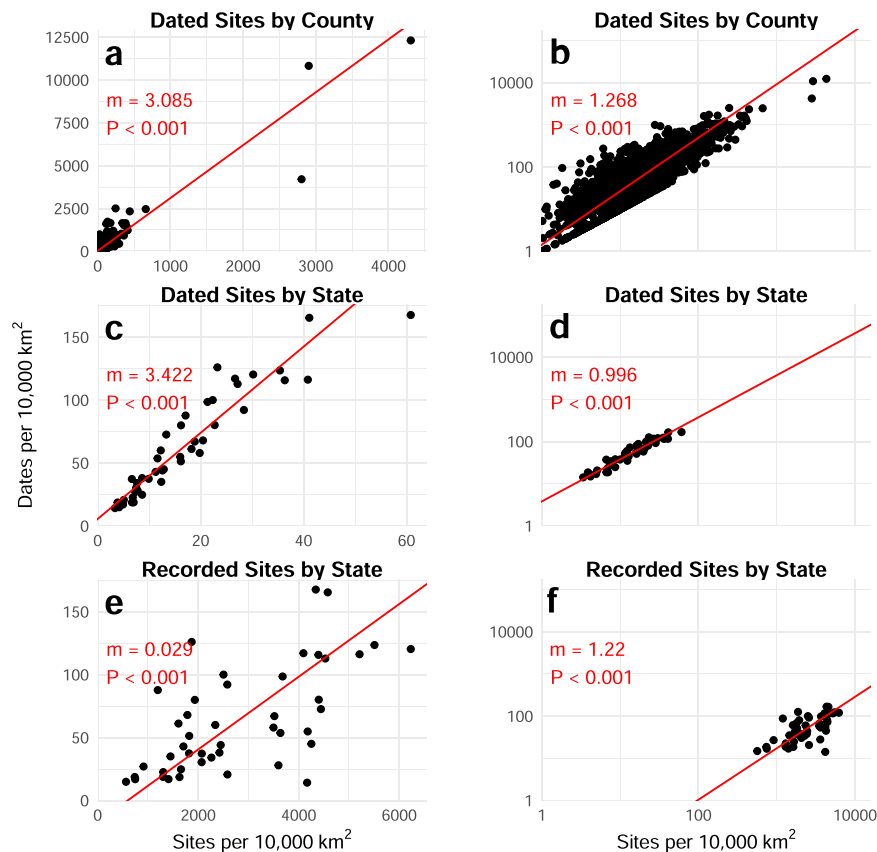 Dated Sites by County
Dated Sites by County
a
b
m = 3.085
P < 0.001
m = 1.268
P < 0.001
12500
10000
7500
5000
2500
0
10000
100
1
0
1000
2000
3000
4000
Dated Sites by State
Dated Sites by State
c
d
m = 3.422
P < 0.001
m = 0.996
P < 0.001
150
100
50
0
10000
100
1
0
20
40
60
Dates per 10,000 km²
Recorded Sites by State
Recorded Sites by State
e
f
m = 0.029
P < 0.001
m = 1.22
P < 0.001
150
100
50
0
10000
100
1
0
2000
4000
6000
1
100
10000
Sites per 10,000 km²
Sites per 10,000 km²